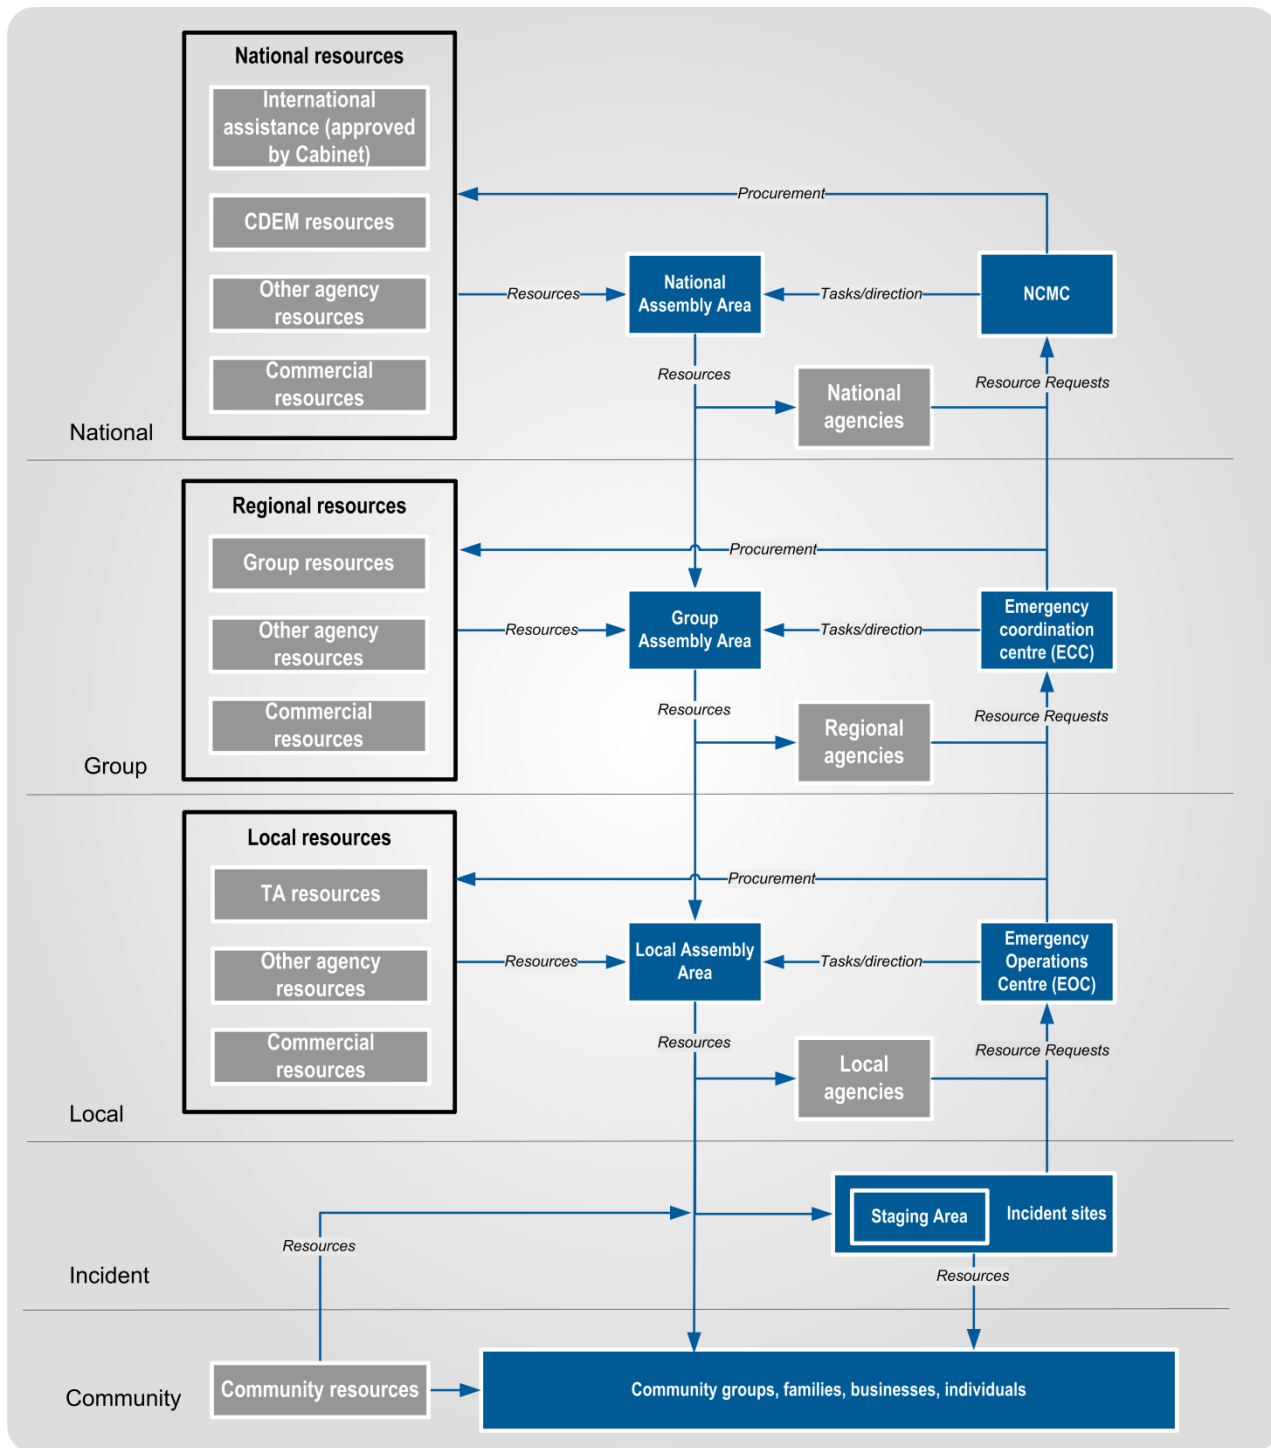 National resources
International
assistance (approved
by Cabinet)
CDEM resources
Other agency
resources
Commercial
resources
National
Procurement
Resources
National
Assembly Area
Tasks/direction
NCMC
Resources
Resource Requests
National
agencies
Regional resources
Group resources
Other agency
resources
Commercial
resources
Group
Procurement
Resources
Group
Assembly Area
Tasks/direction
Emergency
coordination
centre (ECC)
Resources
Resource Requests
Regional
agencies
Local resources
TA resources
Other agency
resources
Commercial
resources
Local
Procurement
Resources
Local Assembly
Area
Tasks/direction
Emergency
Operations
Centre (EOC)
Resources
Resource Requests
Local
agencies
Staging Area
Incident sites
Resources
Resources
Incident
Community
Community resources
Community groups, families, businesses, individuals